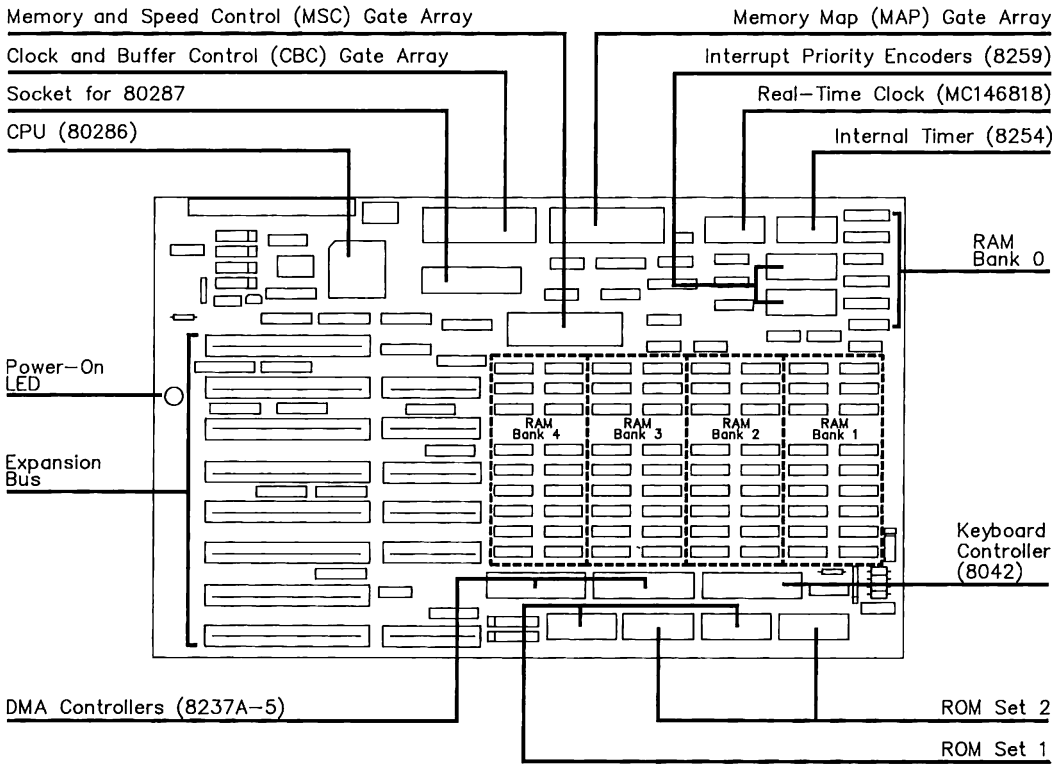 Memory and Speed Control (MSC) Gate Array
Memory Map (MAP) Gate Array
Clock and Buffer Control (CBC) Gate Array
Interrupt Priority Encoders (8259)
Socket for 80287
Real-Time Clock (MC146818)
CPU (80286)
Internal Timer (8254)
RAM
Bank 0
Power-On
LED
RAM
Bank 4
RAM
Bank 3
RAM
Bank 2
RAM
Bank 1
Expansion
Bus
Keyboard
Controller
(8042)
DMA Controllers (8237A-5)
ROM Set 2
ROM Set 1